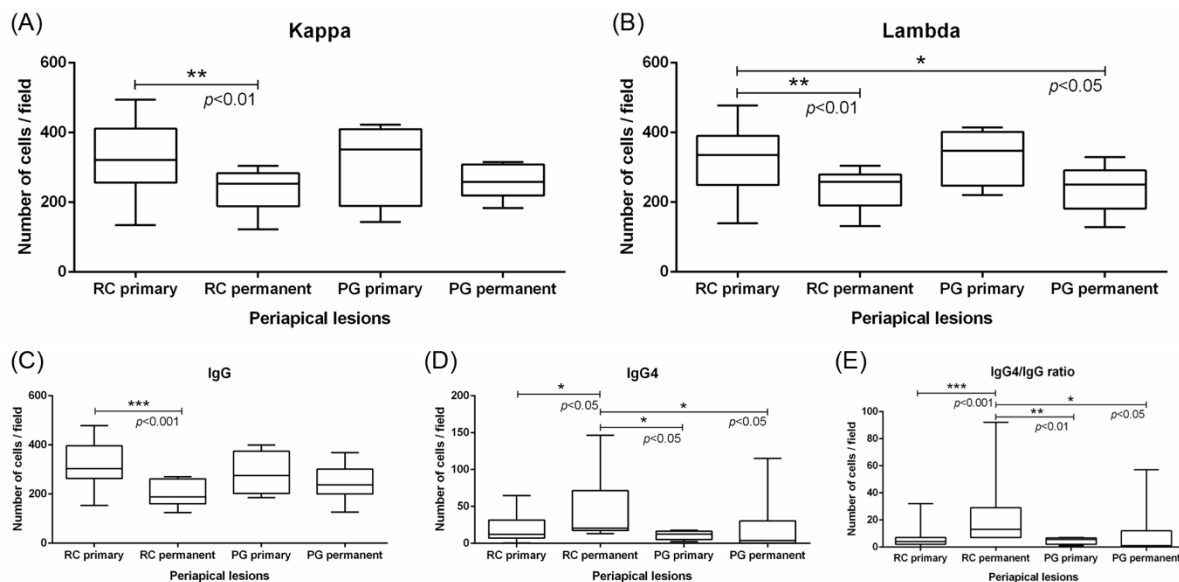 (A)
Kappa
Number of cells / field
600
400
200
0
**
p<0.01
RC primary RC permanent PG primary PG permanent
Periapical lesions
(B)
Lambda
Number of cells / field
600
400
200
0
*
p<0.05
**
p<0.01
RC primary RC permanent PG primary PG permanent
Periapical lesions
(C)
IgG
Number of cells / field
600
400
200
0
***
p<0.001
RC primary RC permanent PG primary PG permanent
Periapical lesions
(D)
IgG4
Number of cells / field
200
150
100
50
0
*
p<0.05
*
p<0.05
*
p<0.05
RC primary RC permanent PG primary PG permanent
Periapical lesions
(E)
IgG4/IgG ratio
Number of cells / field
100
80
60
40
20
0
***
p<0.001
*
p<0.05
**
p<0.01
RC primary RC permanent PG primary PG permanent
Periapical lesions